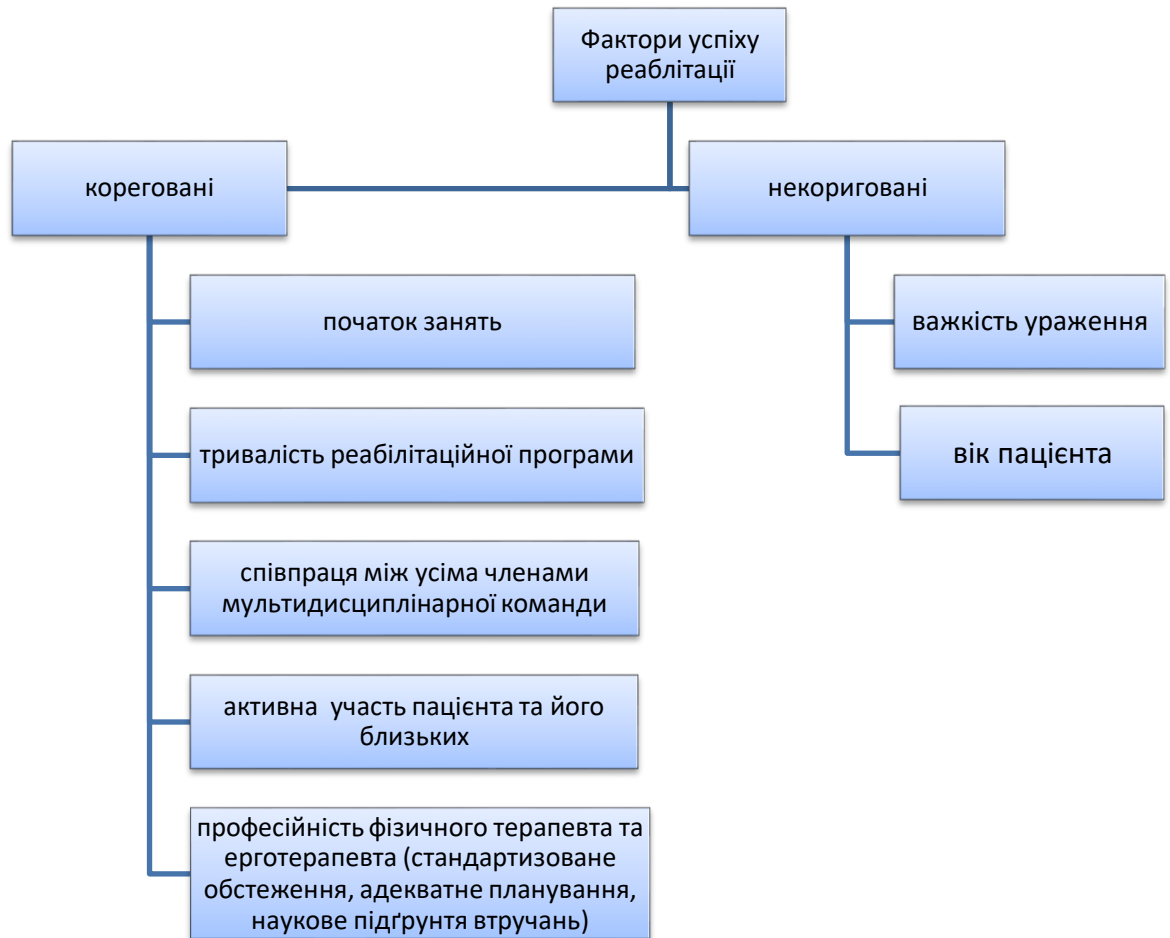 Фактори успіху
реаблітації
кореговані
некориговані
початок занять
тривалість реабілітаційної програми
співпраця між усіма членами
мультидисциплінарної команди
активна  участь пацієнта та його
близьких
професійність фізичного терапевта та
ерготерапевта (стандартизоване
обстеження, адекватне планування,
наукове підґрунтя втручань)
важкість ураження
вік пацієнта